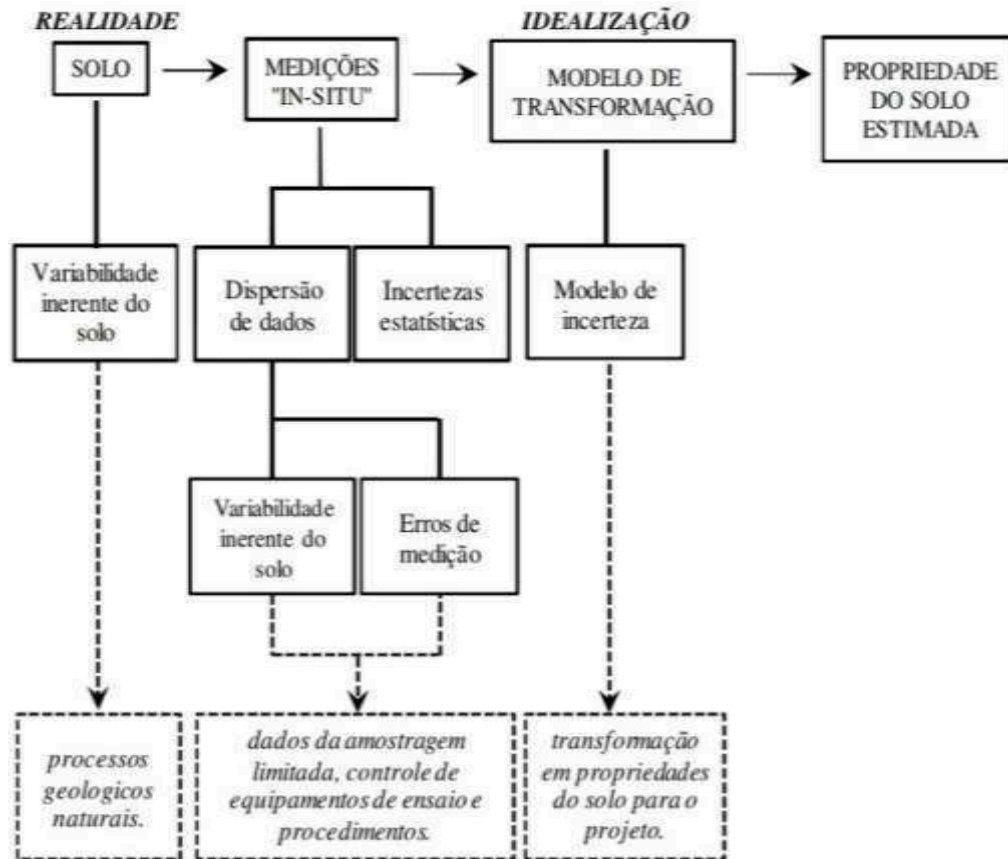 REALIDADE
IDEALIZAÇÃO
SOLO
MEDIÇÕES
"IN-SITU"
MODELO DE
TRANSFORMAÇÃO
PROPRIEDADE
DO SOLO
ESTIMADA
Variabilidade
inerente do
solo
Dispersão
de dados
Incertezas
estatísticas
Modelo de
incerteza
Variabilidade
inerente do
solo
Erros de
medição
processos
geologicos
naturais.
dados da amostragem
limitada, controle de
equipamentos de ensaio e
procedimentos.
transformação
em propriedades
do solo para o
projeto.